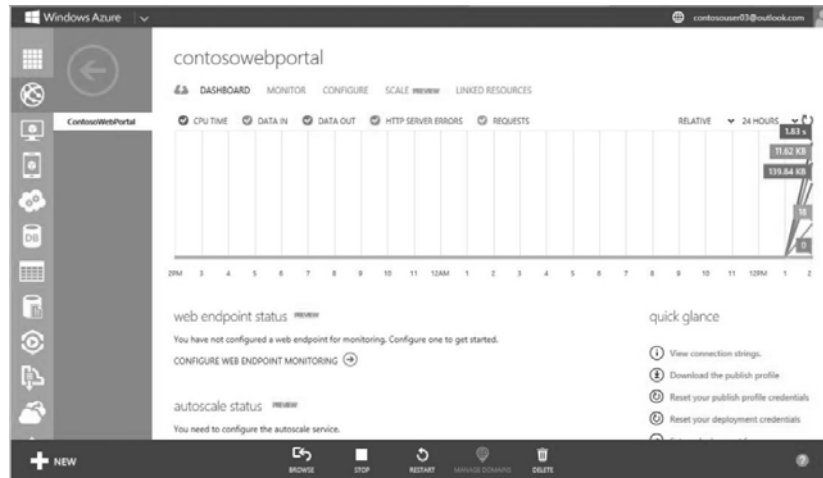 Windows Azure
contosouser03@outlook.com
contosowebportal
DASHBOARD MONITOR CONFIGURE SCALE PREVIEW LINKED RESOURCES
ContosoWebPortal
CPU TIME DATA IN DATA OUT HTTP SERVER ERRORS REQUESTS RELATIVE 24 HOURS
1.83 s
11.62 KB
139.84 KB
18
0
2PM 3 4 5 6 7 8 9 10 11 12AM 1 2 3 4 5 6 7 8 9 10 11 12PM 1 2
web endpoint status PREVIEW
You have not configured a web endpoint for monitoring. Configure one to get started.
CONFIGURE WEB ENDPOINT MONITORING
autoscale status PREVIEW
You need to configure the autoscale service.
quick glance
View connection strings.
Download the publish profile
Reset your publish profile credentials
Reset your deployment credentials
DB
NEW
BROWSE STOP RESTART MANAGE DOMAINS DELETE
?